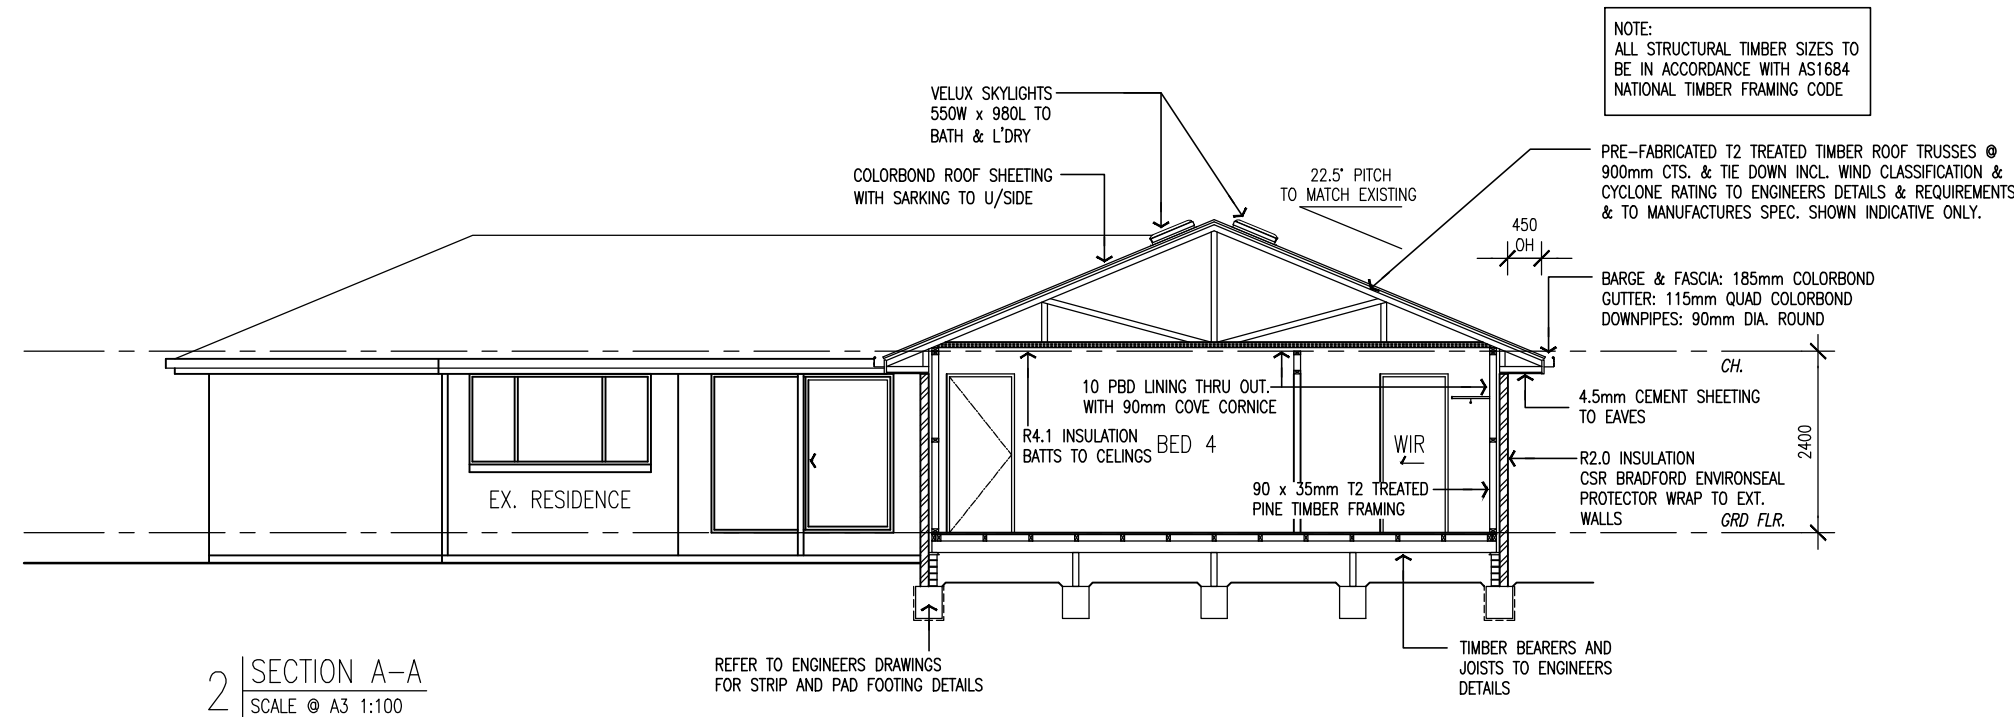 NOTE:
ALL STRUCTURAL TIMBER SIZES TO
BE IN ACCORDANCE WITH AS1684
NATIONAL TIMBER FRAMING CODE
VELUX SKYLIGHTS
550W x 980L TO
BATH & L'DRY
COLORBOND ROOF SHEETING
WITH SARKING TO U/SIDE
22.5° PITCH
TO MATCH EXISTING
PRE-FABRICATED T2 TREATED TIMBER ROOF TRUSSES @
900mm CTS. & TIE DOWN INCL. WIND CLASSIFICATION &
CYCLONE RATING TO ENGINEERS DETAILS & REQUIREMENTS
& TO MANUFACTURES SPEC. SHOWN INDICATIVE ONLY.
450
OH
BARGE & FASCIA: 185mm COLORBOND
GUTTER: 115mm QUAD COLORBOND
DOWNPIPES: 90mm DIA. ROUND
CH.
10 PBD LINING THRU OUT.
WITH 90mm COVE CORNICE
4.5mm CEMENT SHEETING
TO EAVES
R4.1 INSULATION
BATTS TO CELINGS
BED 4
WIR
2400
R2.0 INSULATION
CSR BRADFORD ENVIRONSEAL
PROTECTOR WRAP TO EXT.
WALLS
GRD FLR.
EX. RESIDENCE
90 x 35mm T2 TREATED
PINE TIMBER FRAMING
TIMBER BEARERS AND
JOISTS TO ENGINEERS
DETAILS
REFER TO ENGINEERS DRAWINGS
FOR STRIP AND PAD FOOTING DETAILS
2
SECTION A-A
SCALE @ A3 1:100